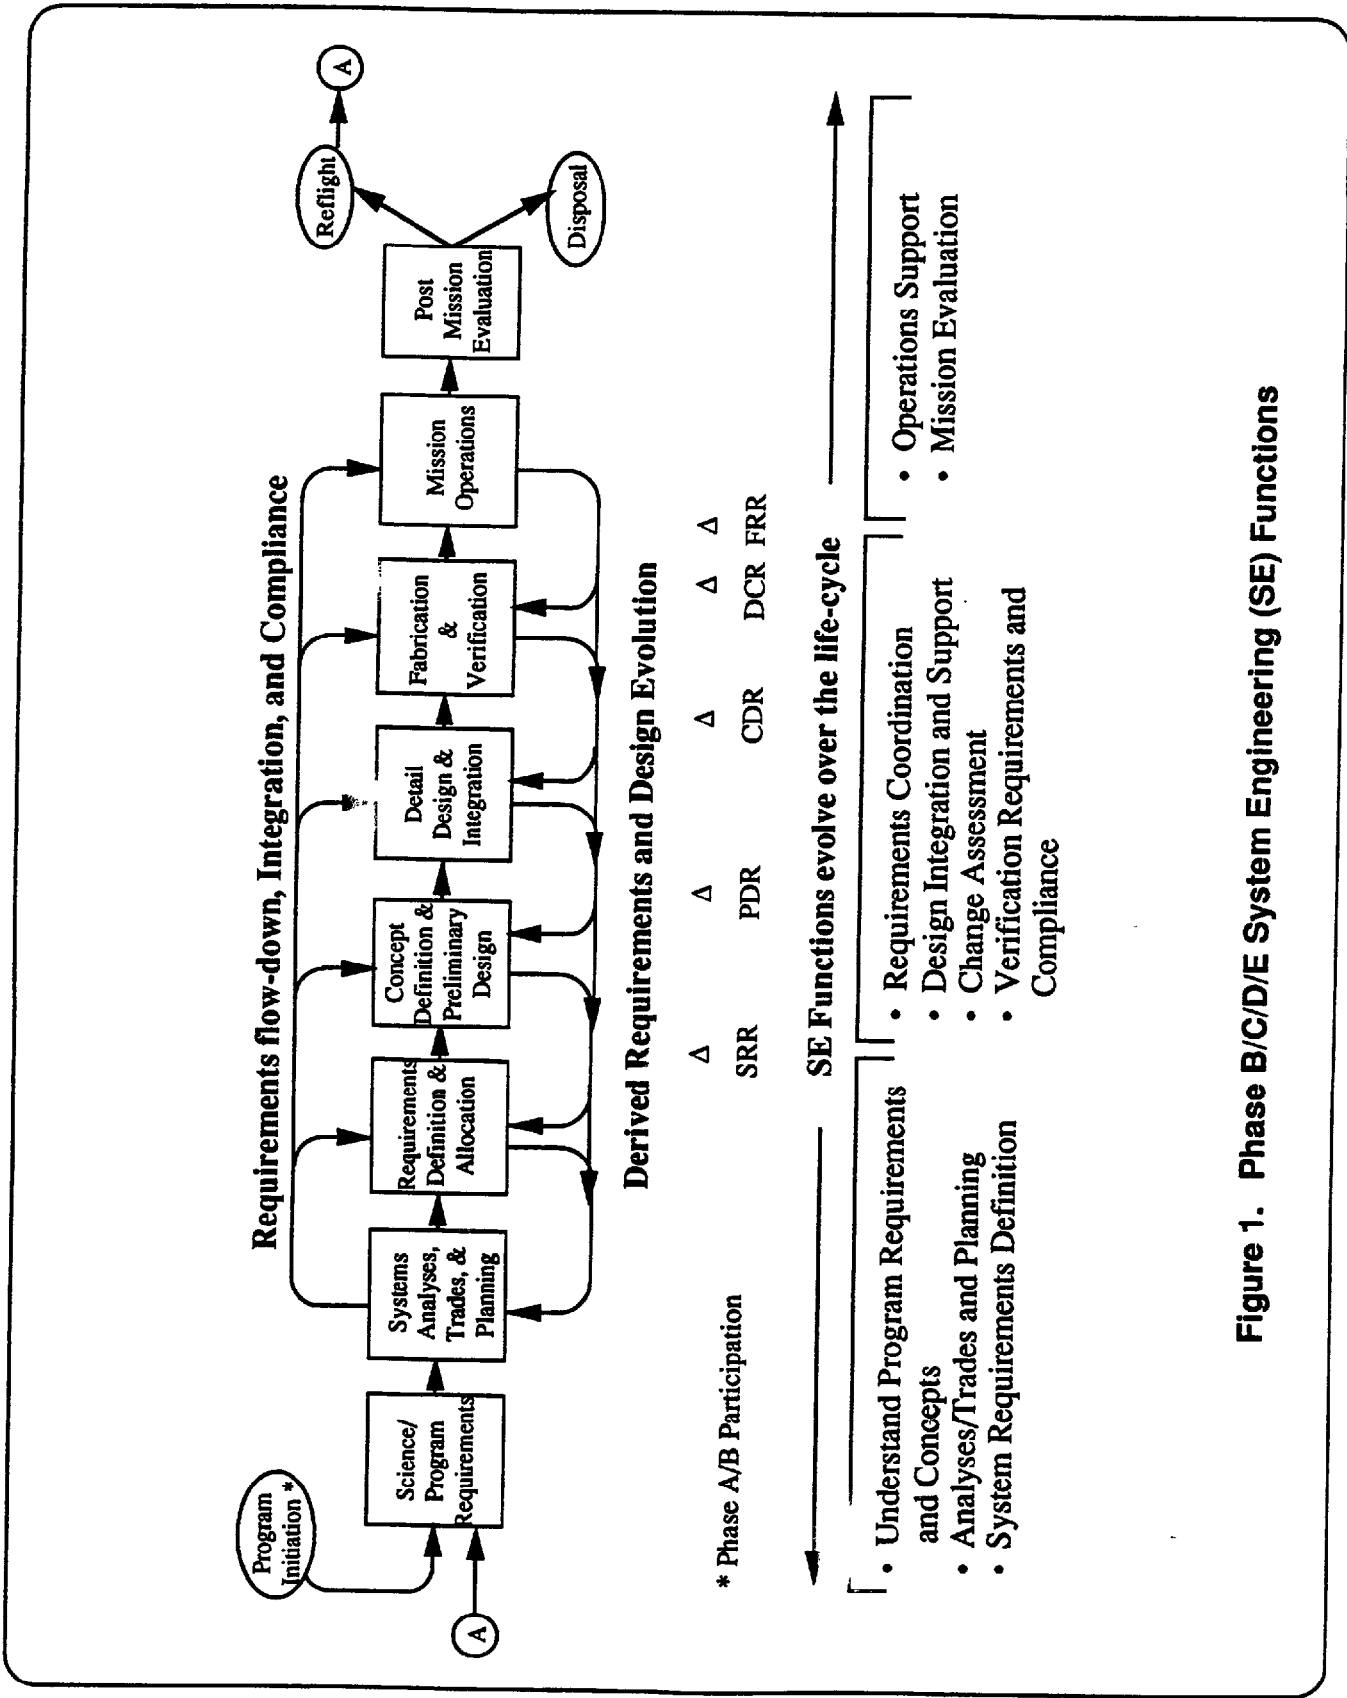 Requirements flow-down, Integration, and Compliance
Program
Initiation *
A
Science/
Program
Requirements
Systems
Analyses,
Trades, &
Planning
Requirements
Definition &
Allocation
Concept
Definition &
Preliminary
Design
Detail
Design &
Integration
Fabrication
&
Verification
Mission
Operations
Post
Mission
Evaluation
Reflight
A
Disposal
Derived Requirements and Design Evolution
Δ Δ Δ Δ Δ
SRR PDR CDR DCR FRR
* Phase A/B Participation
SE Functions evolve over the life-cycle
• Understand Program Requirements
and Concepts
• Analyses/Trades and Planning
• System Requirements Definition
• Requirements Coordination
• Design Integration and Support
• Change Assessment
• Verification Requirements and
Compliance
• Operations Support
• Mission Evaluation
Figure 1. Phase B/C/D/E System Engineering (SE) Functions